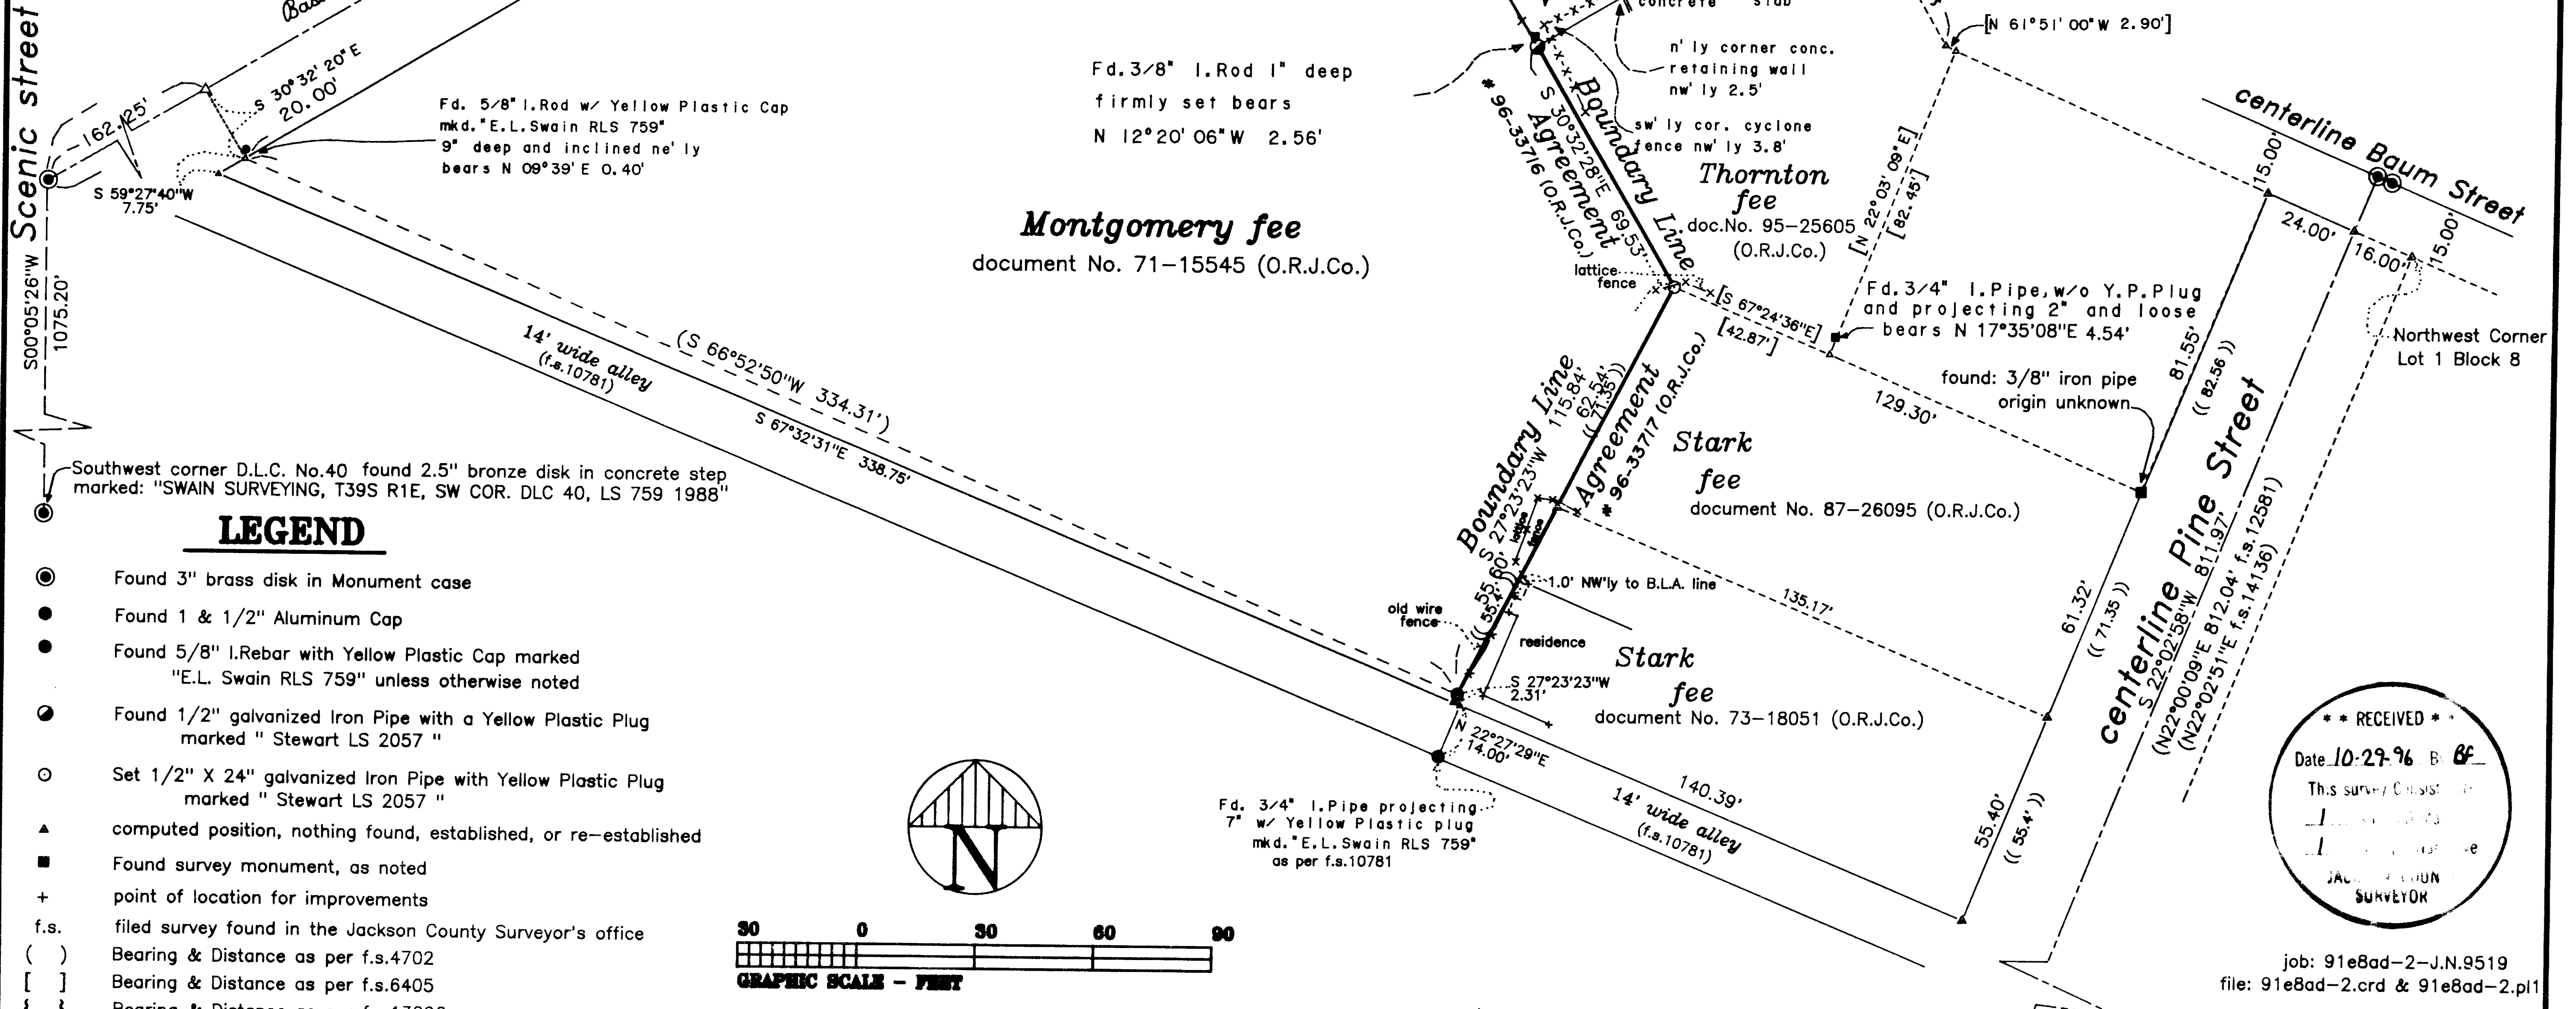 Scenic street
S00°05'26"W
1075.20'
162.25'
S 30°32'20"E
20.00'
S 59°27'40"W
7.75'
Fd. 5/8" I.Rod w/ Yellow Plastic Cap
mkd."E.L.Swain RLS 759"
9" deep and inclined ne'ly
bears N 09°39'E 0.40'
Fd.3/8" I.Rod 1" deep
firmly set bears
N 12°20'06"W 2.56'
Montgomery fee
document No. 71-15545 (O.R.J.Co.)
concrete slab
n'ly corner conc.
retaining wall
nw'ly 2.5'
sw'ly cor. cyclone
fence nw'ly 3.8'
Boundary Line
S 30°32'28"E 69.53'
Agreement
* 96-33716 (O.R.J.Co.)
Thornton
fee
doc.No. 95-25605
(O.R.J.Co.)
[N 61°51'00"W 2.90']
[N 22°03'09"E]
[82.45']
centerline Baum Street
15.00'
24.00'
16.00'
15.00'
Northwest Corner
Lot 1 Block 8
lattice
fence
[S 67°24'36"E]
[42.87']
Fd.3/4" I.Pipe,w/o Y.P.Plug
and projecting 2" and loose
bears N 17°35'08"E 4.54'
found: 3/8" iron pipe
origin unknown
129.30'
81.55'
(( 82.56 ))
14' wide alley
(f.s.10781)
(S 66°52'50"W 334.31')
S 67°32'31"E 338.75'
Boundary Line
S 27°23'23"W 115.84'
62.54'
(( 71.35 ))
Agreement
* 96-33717 (O.R.J.Co.)
Stark
fee
document No. 87-26095 (O.R.J.Co.)
lattice
fence
55.60'
(( 55.4' ))
1.0' NW'ly to B.L.A. line
old wire
fence
residence
135.17'
Stark
fee
document No. 73-18051 (O.R.J.Co.)
S 27°23'23"W
2.31'
N 22°27'29"E
14.00'
Fd. 3/4" I.Pipe projecting
7" w/ Yellow Plastic plug
mkd."E.L.Swain RLS 759"
as per f.s.10781
140.39'
14' wide alley
(f.s.10781)
61.32'
(( 71.35 ))
55.40'
(( 55.4' ))
centerline Pine Street
S 22°02'58"W 811.97'
(N22°00'09"E 812.04' f.s.12581)
(N22°02'51"E f.s.14136)
Southwest corner D.L.C. No.40 found 2.5" bronze disk in concrete step
marked: "SWAIN SURVEYING, T39S R1E, SW COR. DLC 40, LS 759 1988"
LEGEND
Found 3" brass disk in Monument case
Found 1 & 1/2" Aluminum Cap
Found 5/8" I.Rebar with Yellow Plastic Cap marked
"E.L. Swain RLS 759" unless otherwise noted
Found 1/2" galvanized Iron Pipe with a Yellow Plastic Plug
marked " Stewart LS 2057 "
Set 1/2" X 24" galvanized Iron Pipe with Yellow Plastic Plug
marked " Stewart LS 2057 "
computed position, nothing found, established, or re-established
Found survey monument, as noted
+ point of location for improvements
f.s. filed survey found in the Jackson County Surveyor's office
( ) Bearing & Distance as per f.s.4702
[ ] Bearing & Distance as per f.s.6405
N
30 0 30 60 90
GRAPHIC SCALE - FEET
* * RECEIVED * *
Date 10-29-96 B BF
This survey
SURVEYOR
job: 91e8ad-2-J.N.9519
file: 91e8ad-2.crd & 91e8ad-2.pl1